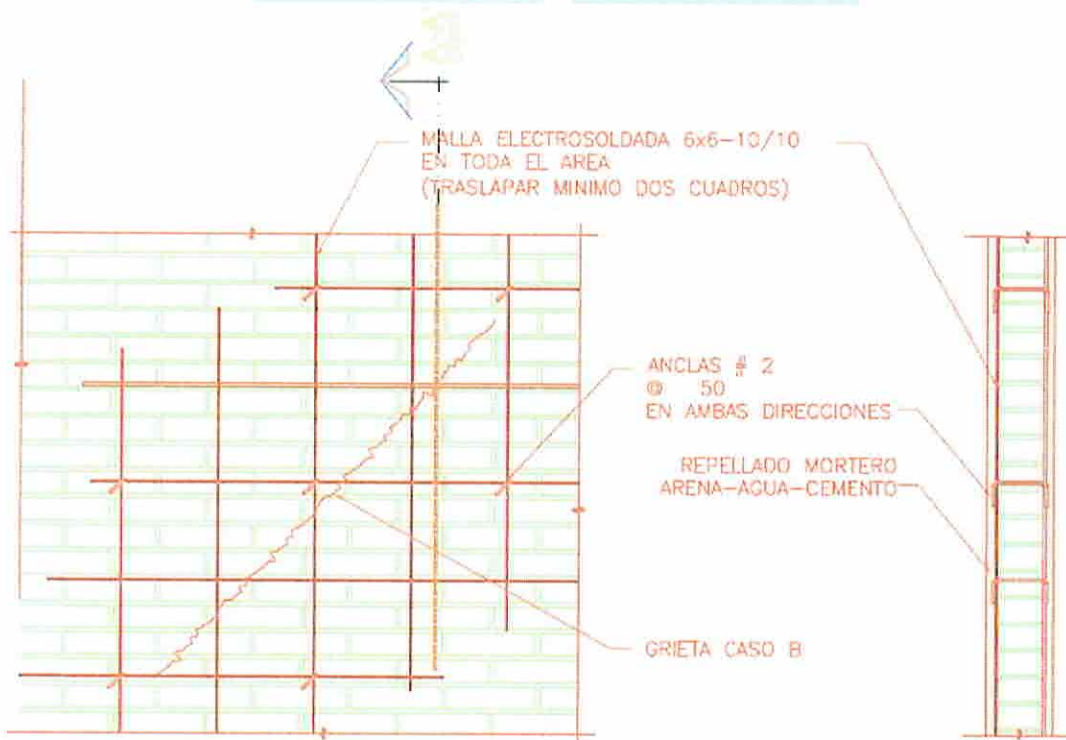 MALLA ELECTROSOLDADA 6x6-10/10
EN TODA EL AREA
(TRASLAPAR MINIMO DOS CUADROS)
ANCLAS # 2
@ 50
EN AMBAS DIRECCIONES
REPELLADO MORTERO
ARENA-AGUA-CEMENTO
GRIETA CASO B